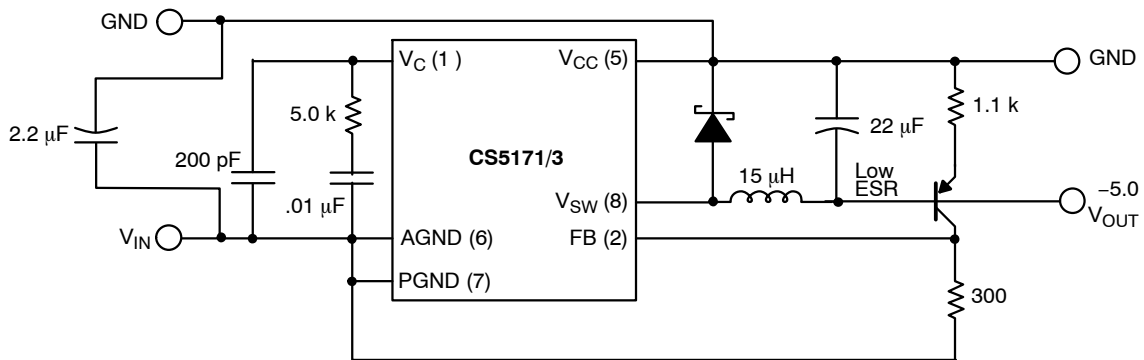 GND
V_C (1 )
V_CC (5)
GND
5.0 k
1.1 k
2.2 μF
22 μF
CS5171/3
200 pF
15 μH
Low
ESR
−5.0
V_OUT
.01 μF
V_SW (8)
V_IN
AGND (6)
FB (2)
PGND (7)
300